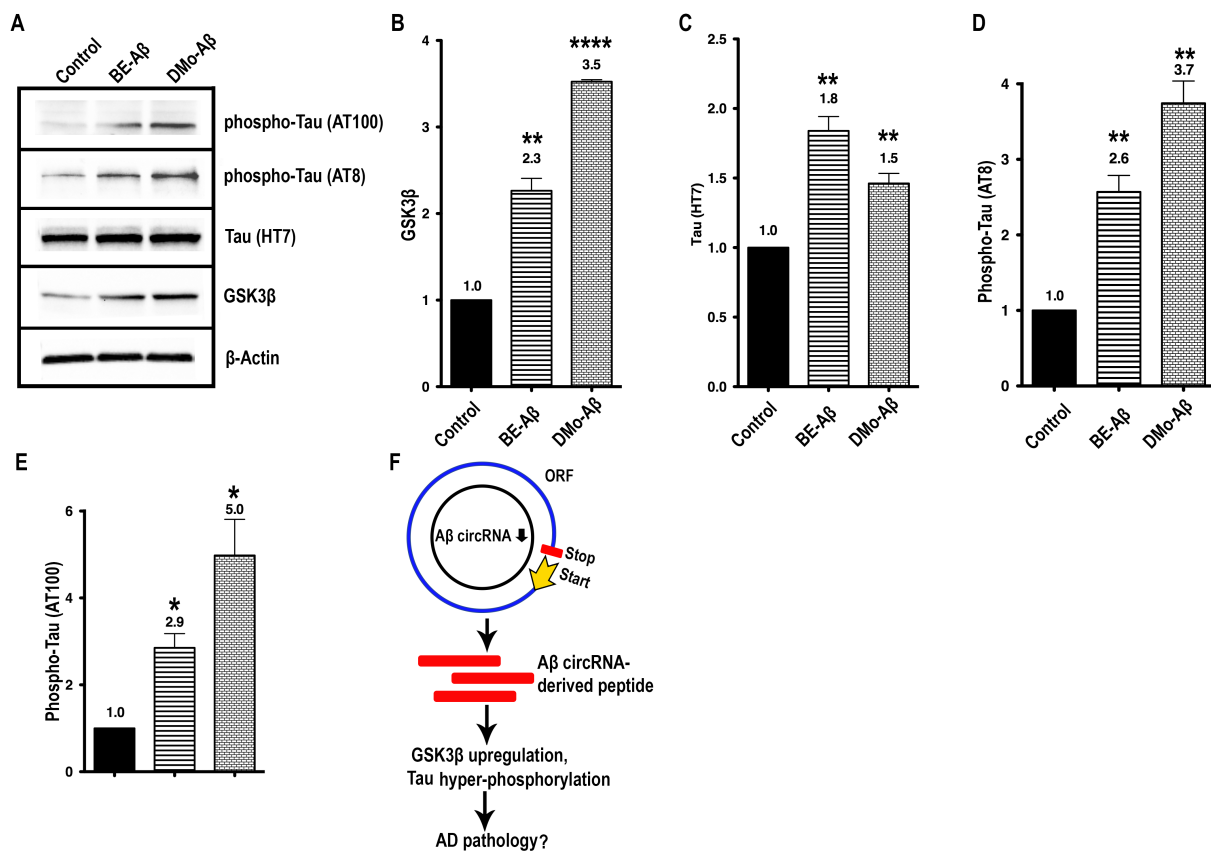 A
Control
BE-Aβ
DMo-Aβ
phospho-Tau (AT100)
phospho-Tau (AT8)
Tau (HT7)
GSK3β
β-Actin
B
GSK3β
4
3
2
1
0
1.0
**
2.3
****
3.5
Control
BE-Aβ
DMo-Aβ
C
Tau (HT7)
2.5
2.0
1.5
1.0
0.5
0.0
1.0
**
1.8
**
1.5
Control
BE-Aβ
DMo-Aβ
D
Phospho-Tau (AT8)
4
3
2
1
0
1.0
**
2.6
**
3.7
Control
BE-Aβ
DMo-Aβ
E
Phospho-Tau (AT100)
6
4
2
0
1.0
*
2.9
*
5.0
F
ORF
Aβ circRNA
Stop
Start
Aβ circRNA-
derived peptide
GSK3β upregulation,
Tau hyper-phosphorylation
AD pathology?